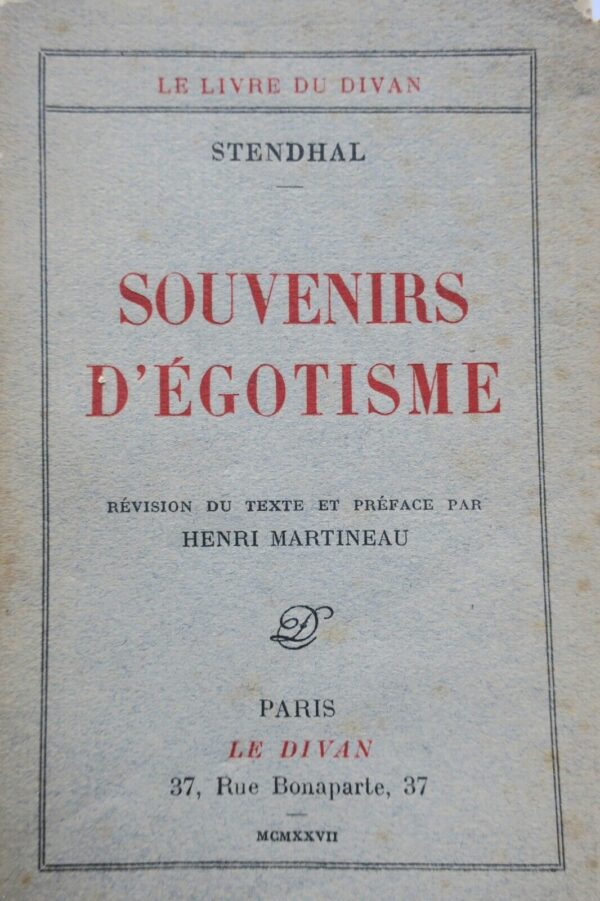 LE LIVRE DU DIVAN
STENDHAL
SOUVENIRS
D'ÉGOTISME
RÉVISION DU TEXTE ET PRÉFACE PAR
HENRI MARTINEAU
LD
PARIS
LE DIVAN
37, Rue Bonaparte, 37
MCMXXVII